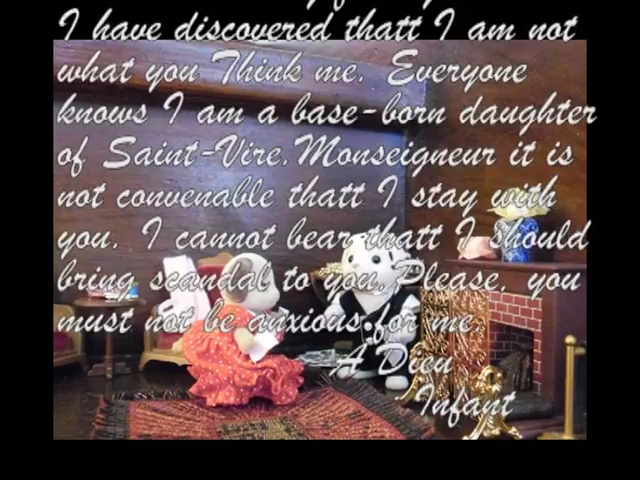 I have discovered thatt I am not
what you Think me. Everyone
knows I am a base-born daughter
of Saint-Vire.Monseigneur it is
not convenable thatt I stay with
you. I cannot bear thatt I should
bring scandal to you.Please, you
must not be anxious for me.
A Dieu
Infant